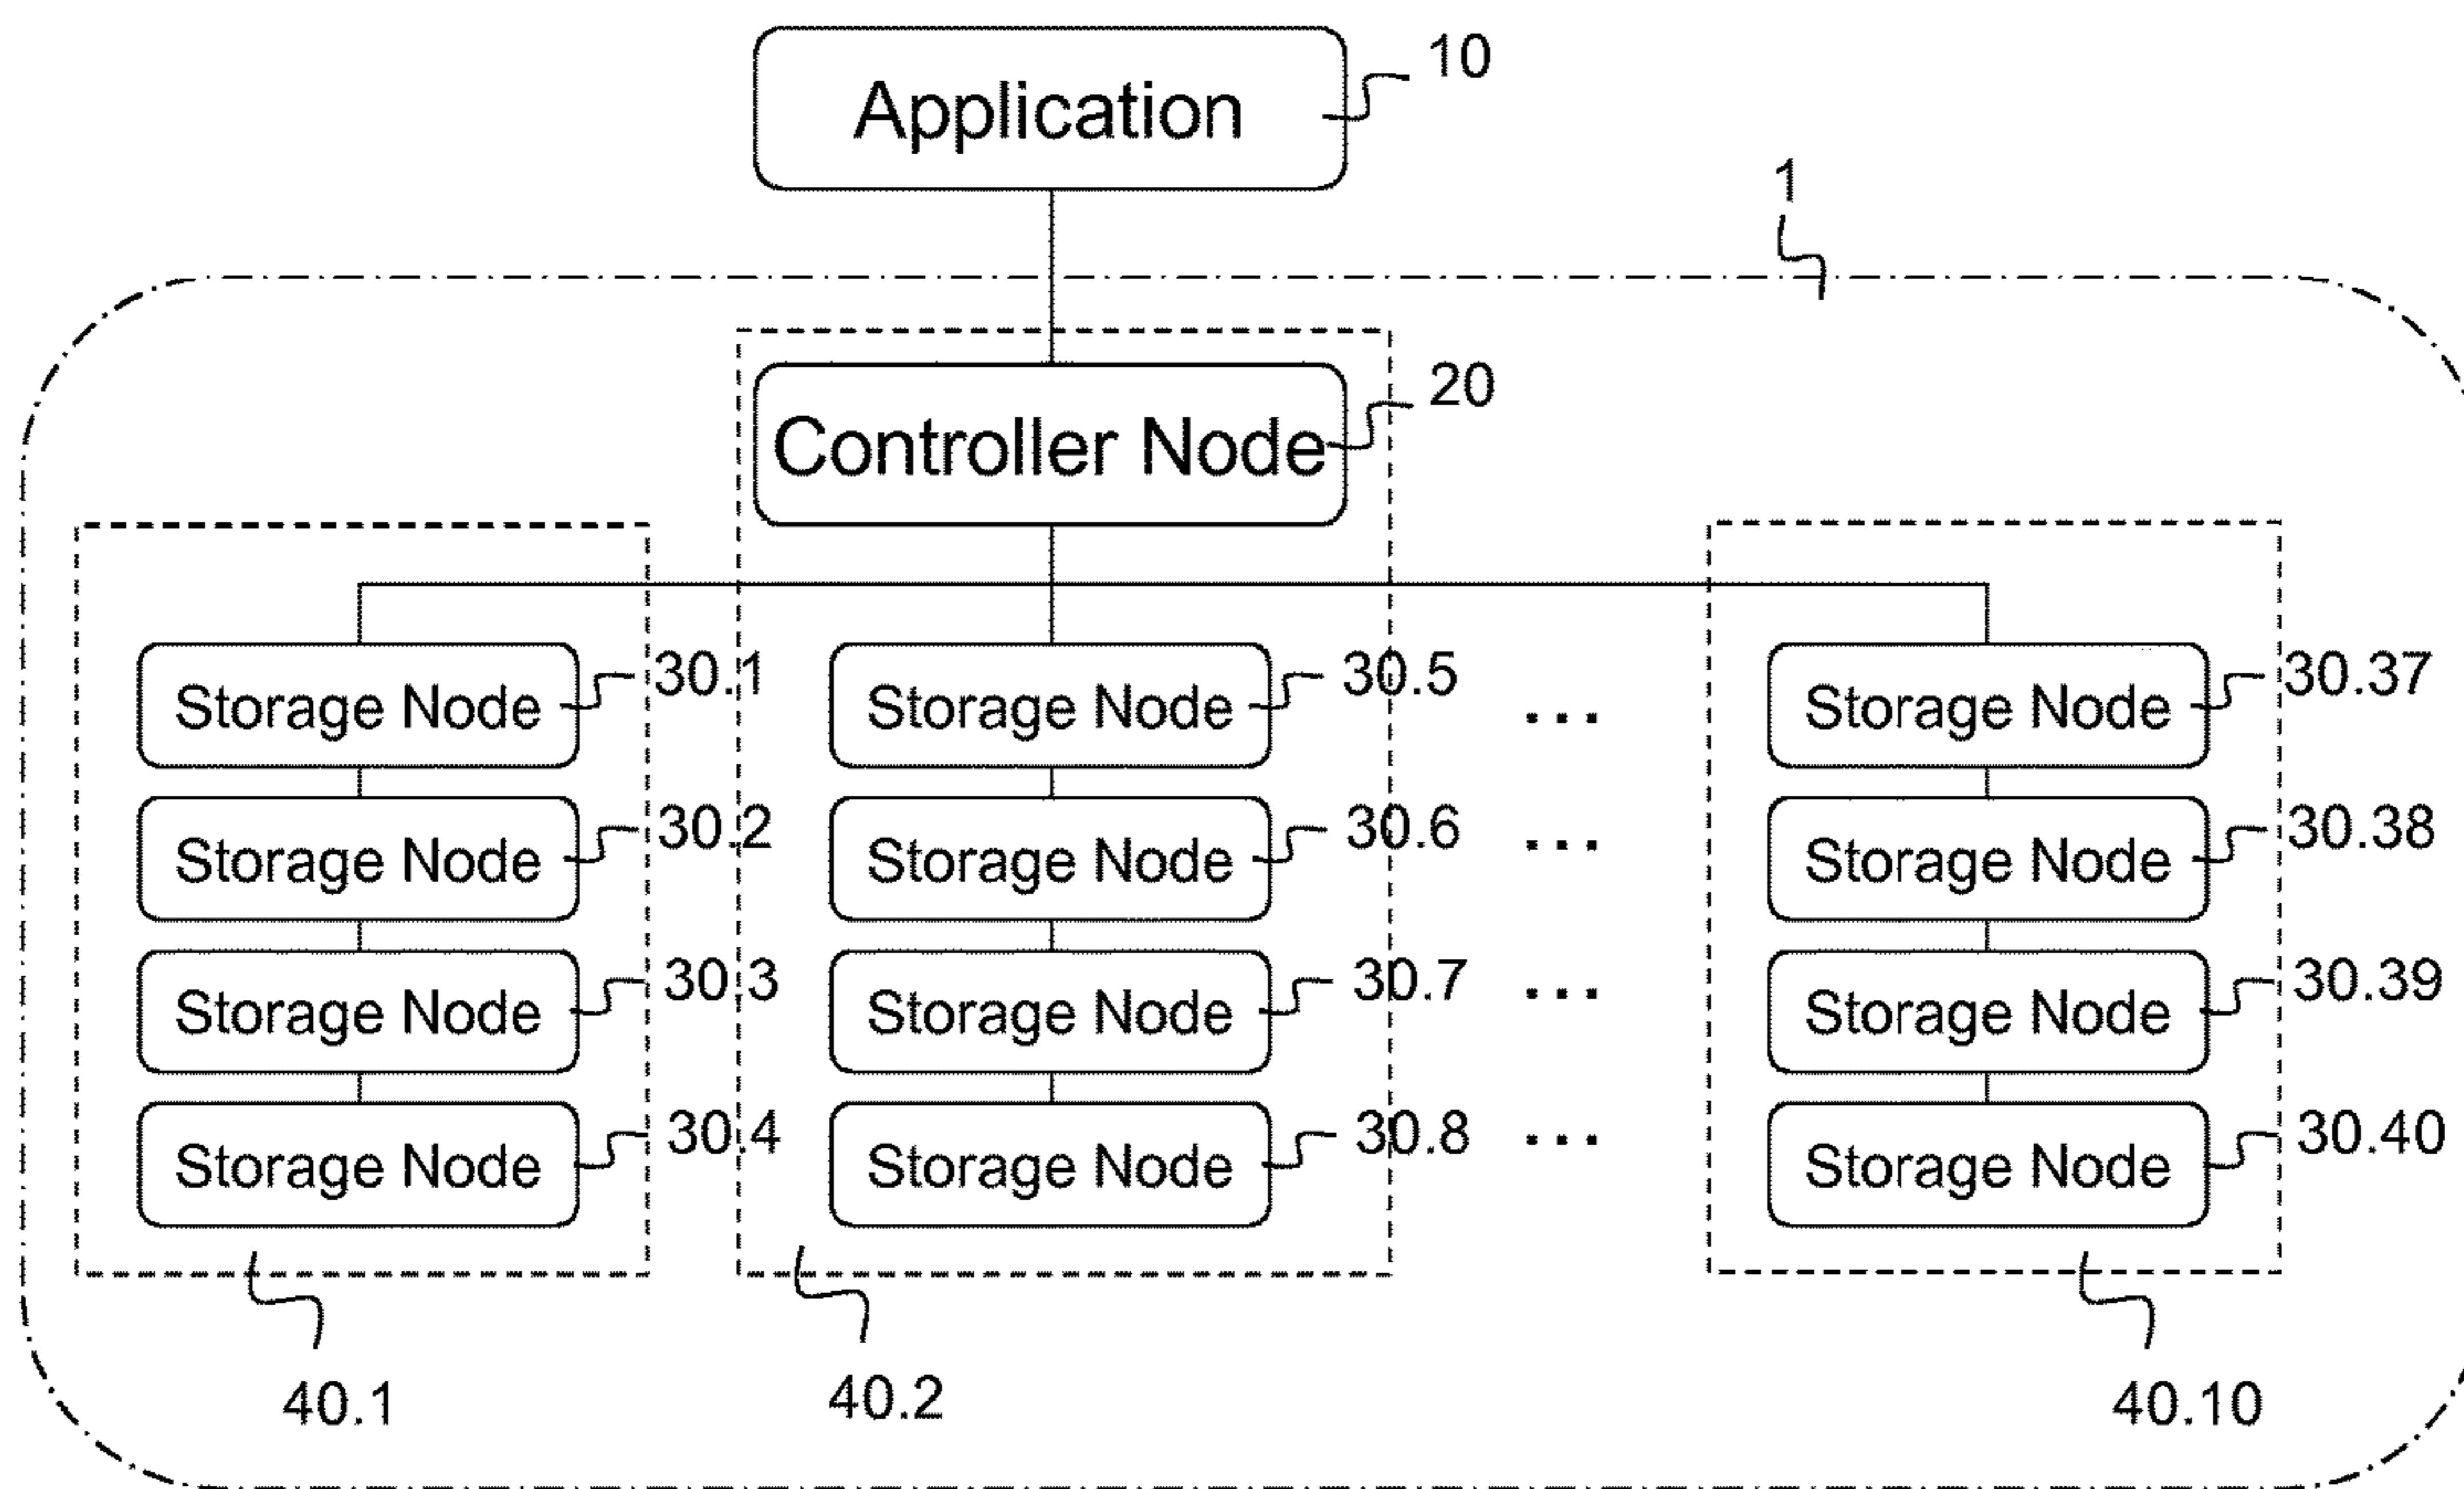 Application
10
1
Controller Node
20
Storage Node 30.1 Storage Node 30.5 ... Storage Node 30.37
Storage Node 30.2 Storage Node 30.6 ... Storage Node 30.38
Storage Node 30.3 Storage Node 30.7 ... Storage Node 30.39
Storage Node 30.4 Storage Node 30.8 ... Storage Node 30.40
40.1 40.2 40.10